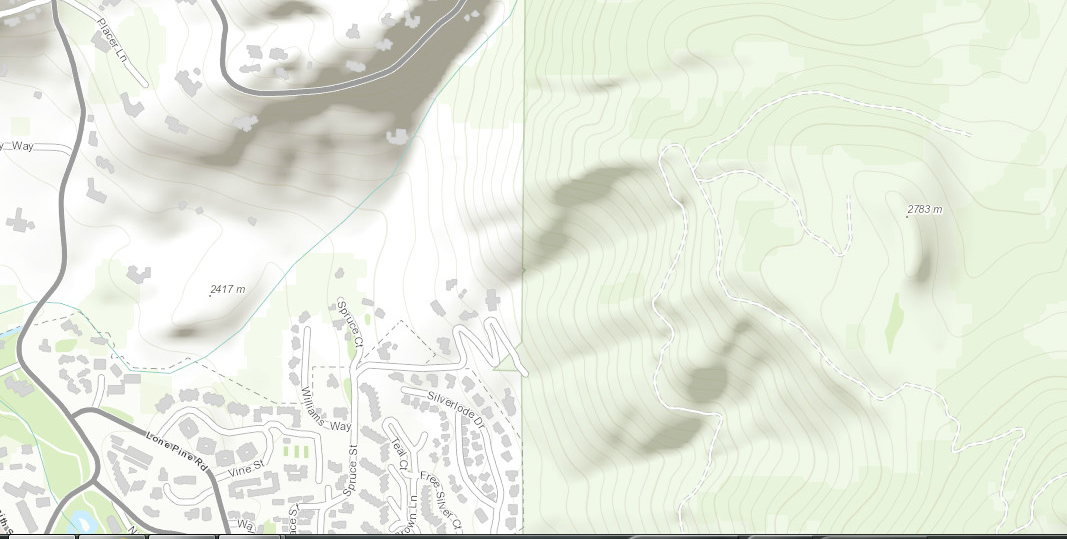 Placer Ln
Way
2783 m
2417 m
Spruce Ct
Williams Way
Silverlode Dr
Lone Pine Rd
Teal Ct
Vine St
Spruce St
Free Silver Ct